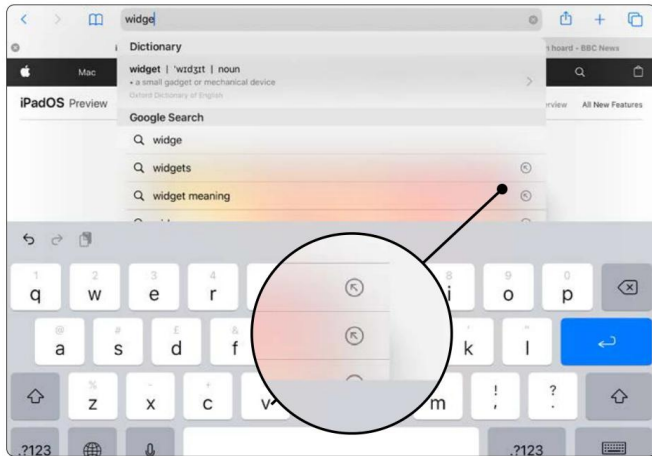 widge
Dictionary
n hoard - BBC News
widget | 'wɪdʒɪt | noun
• a small gadget or mechanical device
Oxford Dictionary of English
Mac
iPadOS Preview
rview All New Features
Google Search
widge
widgets
widget meaning
1 2 3 4 8 9 0
q w e r i o p
@ # £ & ' "
a s d f k l
% - + ! ?
z x c v m , .
.?123 .?123